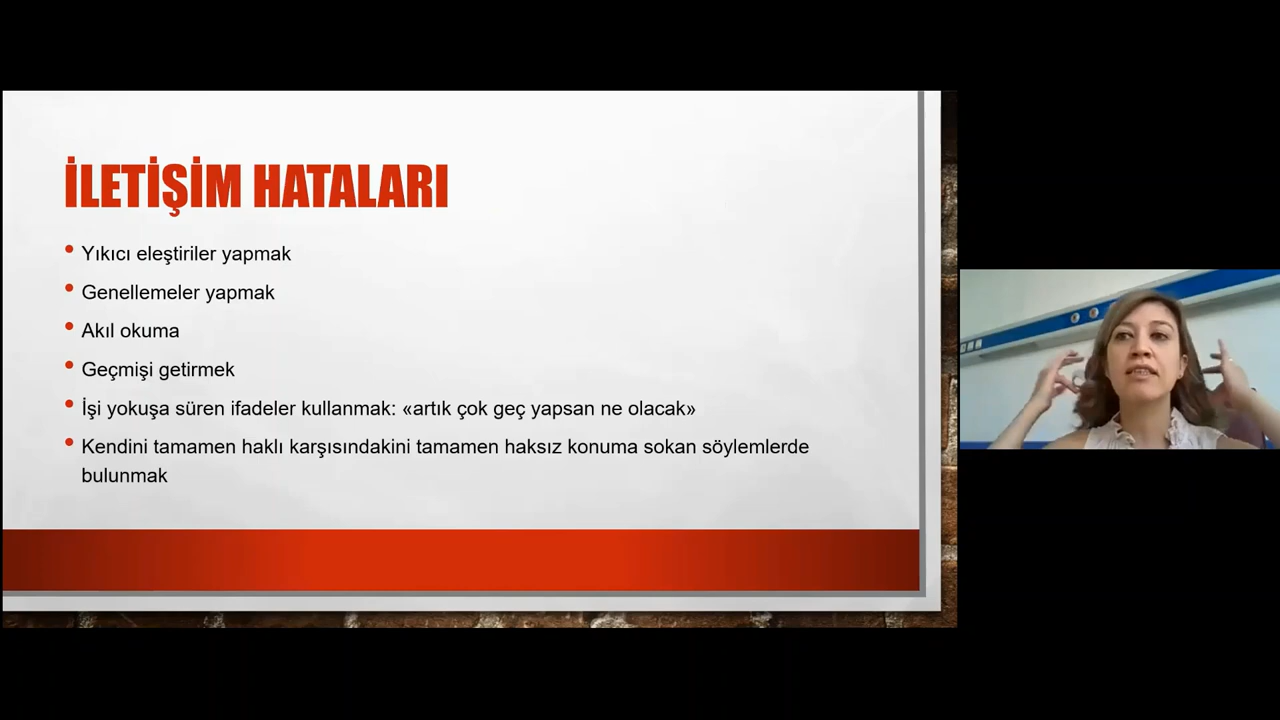 İLETİŞİM HATALARI
Yıkıcı eleştiriler yapmak
Genellemeler yapmak
Akıl okuma
Geçmişi getirmek
İşi yokuşa süren ifadeler kullanmak: «artık çok geç yapsan ne olacak»
Kendini tamamen haklı karşısındakini tamamen haksız konuma sokan söylemlerde
bulunmak